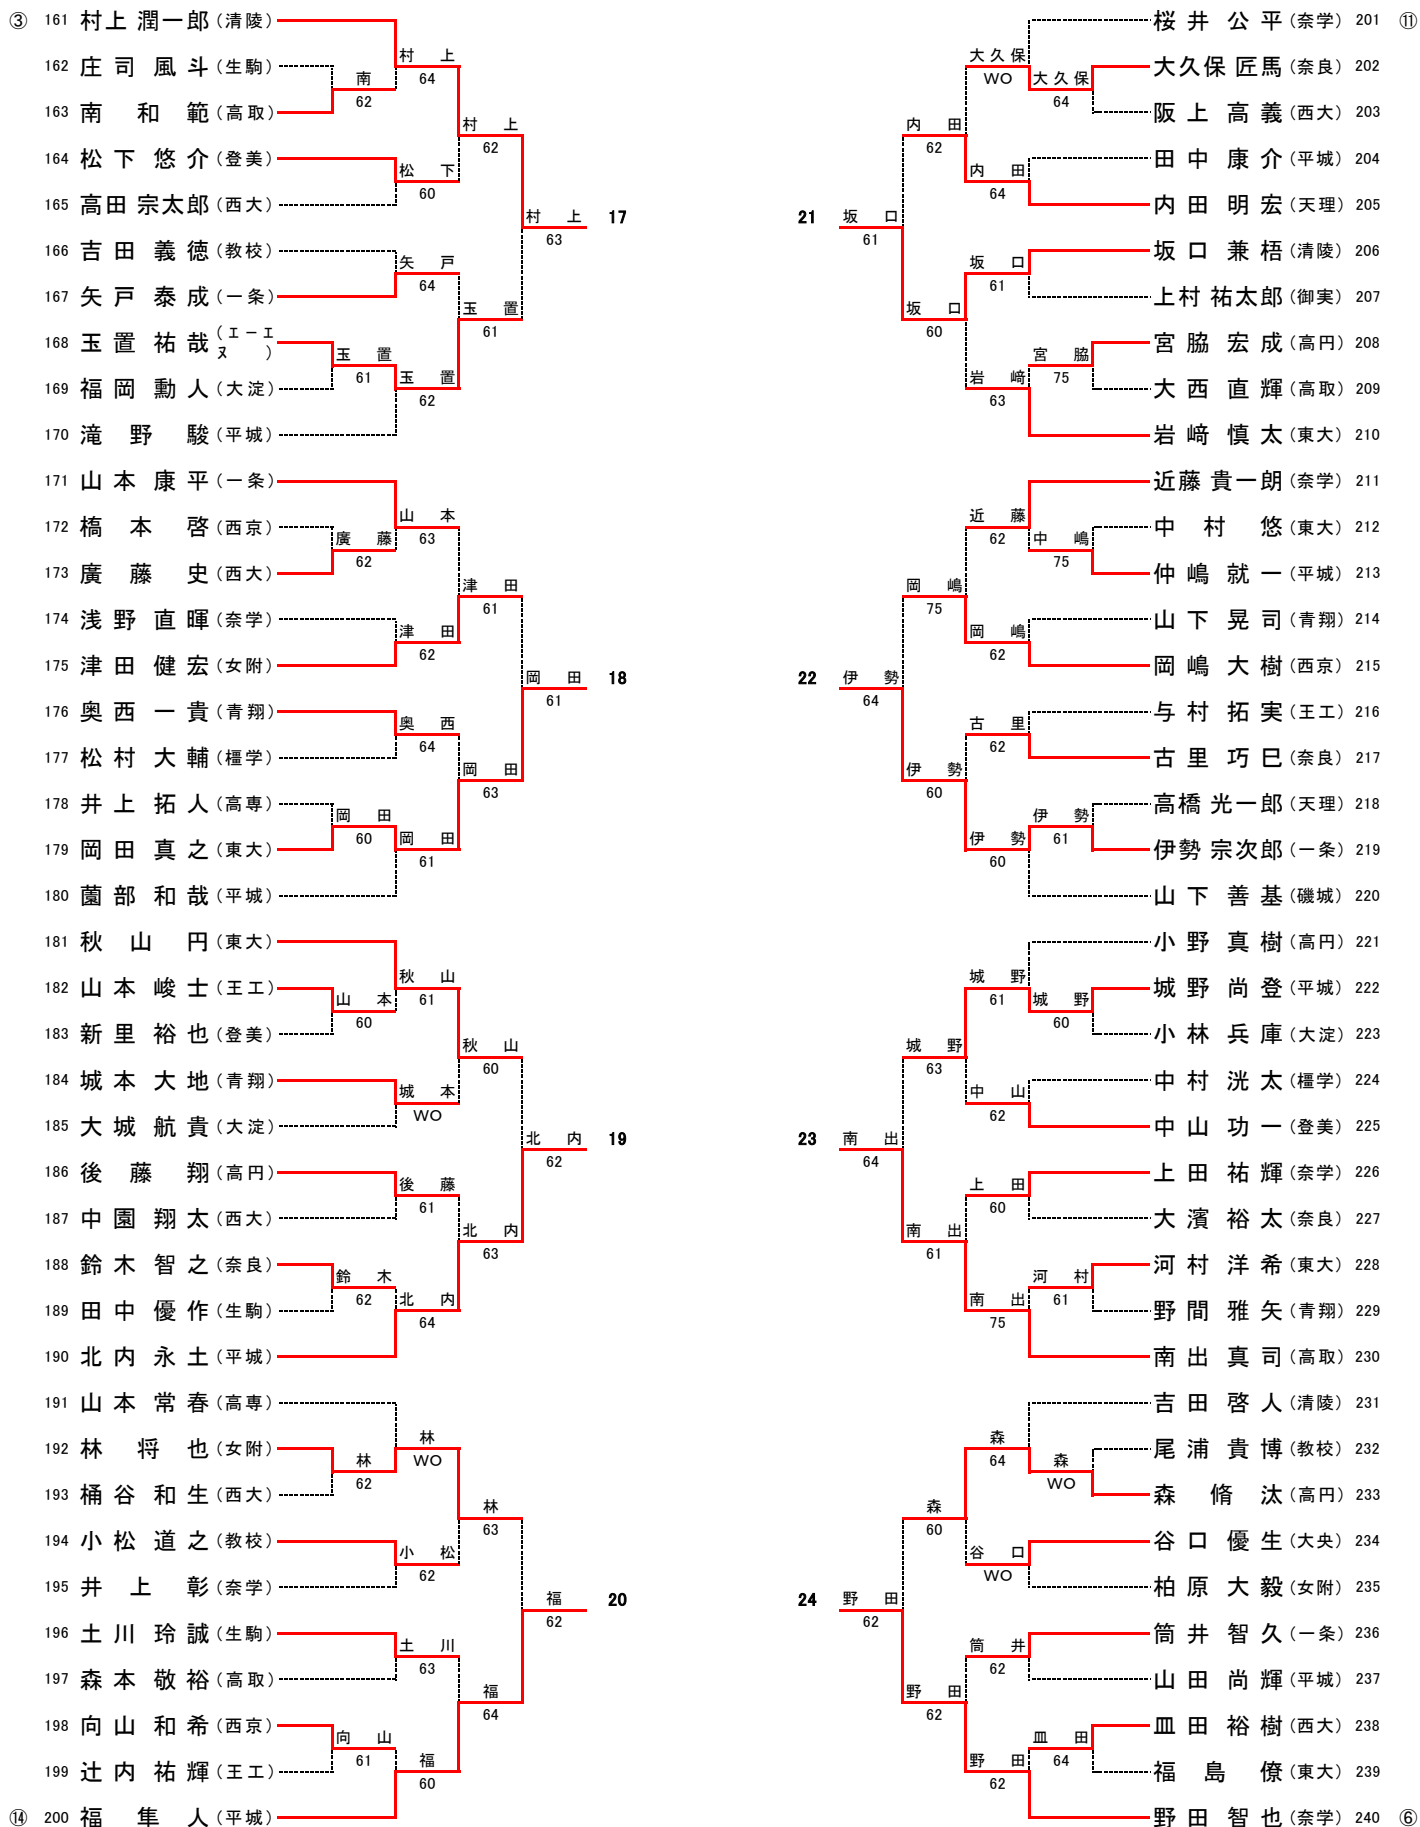 ③ 161 村上 潤一郎 (清陵)
村上
64
162 庄司 風斗 (生駒)
南
62
163 南 和範 (高取)
村上
62
164 松下 悠介 (登美)
松下
60
165 高田 宗太郎 (西大)
村上 17
63
166 吉田 義徳 (教校)
矢戸
64
167 矢戸 泰成 (一条)
玉置
61
168 玉置 祐哉 (エーエヌ)
玉置
61
169 福岡 勳人 (大淀)
玉置
62
170 滝野 駿 (平城)
171 山本 康平 (一条)
山本
63
172 橋本 啓 (西京)
廣藤
62
173 廣藤 史 (西大)
津田
61
174 浅野 直暉 (奈学)
津田
62
175 津田 健宏 (女附)
岡田 18
61
176 奥西 一貴 (青翔)
奥西
64
177 松村 大輔 (橿学)
岡田
63
178 井上 拓人 (高専)
岡田
60
179 岡田 真之 (東大)
岡田
61
180 薗部 和哉 (平城)
181 秋山 円 (東大)
秋山
61
182 山本 峻士 (王工)
山本
60
183 新里 裕也 (登美)
秋山
60
184 城本 大地 (青翔)
城本
WO
185 大城 航貴 (大淀)
北内 19
62
186 後藤 翔 (高円)
後藤
61
187 中園 翔太 (西大)
北内
63
188 鈴木 智之 (奈良)
鈴木
62
189 田中 優作 (生駒)
北内
64
190 北内 永土 (平城)
191 山本 常春 (高専)
林
WO
192 林 将也 (女附)
林
62
193 桶谷 和生 (西大)
林
63
194 小松 道之 (教校)
小松
62
195 井上 彰 (奈学)
福 20
62
196 土川 玲誠 (生駒)
土川
63
197 森本 敬裕 (高取)
福
64
198 向山 和希 (西京)
向山
61
199 辻内 祐輝 (王工)
福
60
⑭ 200 福 隼人 (平城)
桜井 公平 (奈学) 201 ⑪
大久保
WO
大久保 匠馬 (奈良) 202
大久保
64
阪上 高義 (西大) 203
内田
62
田中 康介 (平城) 204
内田
64
内田 明宏 (天理) 205
21 坂口
61
坂口 兼梧 (清陵) 206
坂口
61
上村 祐太郎 (御実) 207
坂口
60
宮脇 宏成 (高円) 208
宮脇
75
大西 直輝 (高取) 209
岩﨑
63
岩﨑 慎太 (東大) 210
近藤 貴一朗 (奈学) 211
近藤
62
中村 悠 (東大) 212
中嶋
75
仲嶋 就一 (平城) 213
岡嶋
75
山下 晃司 (青翔) 214
岡嶋
62
岡嶋 大樹 (西京) 215
22 伊勢
64
与村 拓実 (王工) 216
古里
62
古里 巧巳 (奈良) 217
伊勢
60
高橋 光一郎 (天理) 218
伊勢
61
伊勢 宗次郎 (一条) 219
伊勢
60
山下 善基 (磯城) 220
小野 真樹 (高円) 221
城野
61
城野 尚登 (平城) 222
城野
60
小林 兵庫 (大淀) 223
城野
63
中村 洸太 (橿学) 224
中山
62
中山 功一 (登美) 225
23 南出
64
上田 祐輝 (奈学) 226
上田
60
大濱 裕太 (奈良) 227
南出
61
河村 洋希 (東大) 228
河村
61
野間 雅矢 (青翔) 229
南出
75
南出 真司 (高取) 230
吉田 啓人 (清陵) 231
森
64
尾浦 貴博 (教校) 232
森
WO
森 脩汰 (高円) 233
森
60
谷口 優生 (大央) 234
谷口
WO
柏原 大毅 (女附) 235
24 野田
62
筒井 智久 (一条) 236
筒井
62
山田 尚輝 (平城) 237
野田
62
皿田 裕樹 (西大) 238
皿田
64
福島 僚 (東大) 239
野田
62
野田 智也 (奈学) 240 ⑥